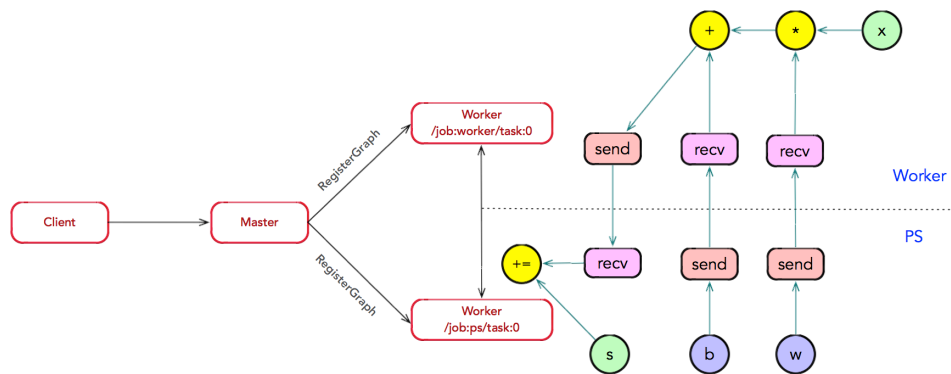 Client
Master
RegisterGraph
RegisterGraph
Worker
/job:worker/task:0
Worker
/job:ps/task:0
+
*
x
send
recv
recv
Worker
PS
+=
recv
send
send
s
b
w